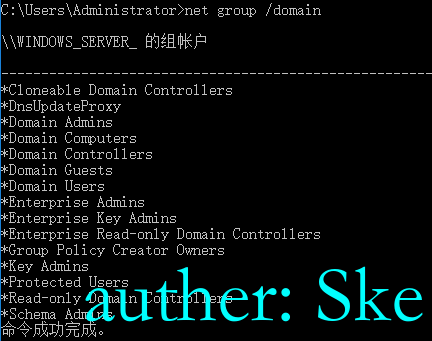 C:\Users\Administrator>net group /domain
\\WINDOWS_SERVER_ 的组帐户
-------------------------------------------------------
*Cloneable Domain Controllers
*DnsUpdateProxy
*Domain Admins
*Domain Computers
*Domain Controllers
*Domain Guests
*Domain Users
*Enterprise Admins
*Enterprise Key Admins
*Enterprise Read-only Domain Controllers
*Group Policy Creator Owners
*Key Admins
*Protected Users
*Read-only Domain Controllers
*Schema Admins
命令成功完成。
auther: Ske